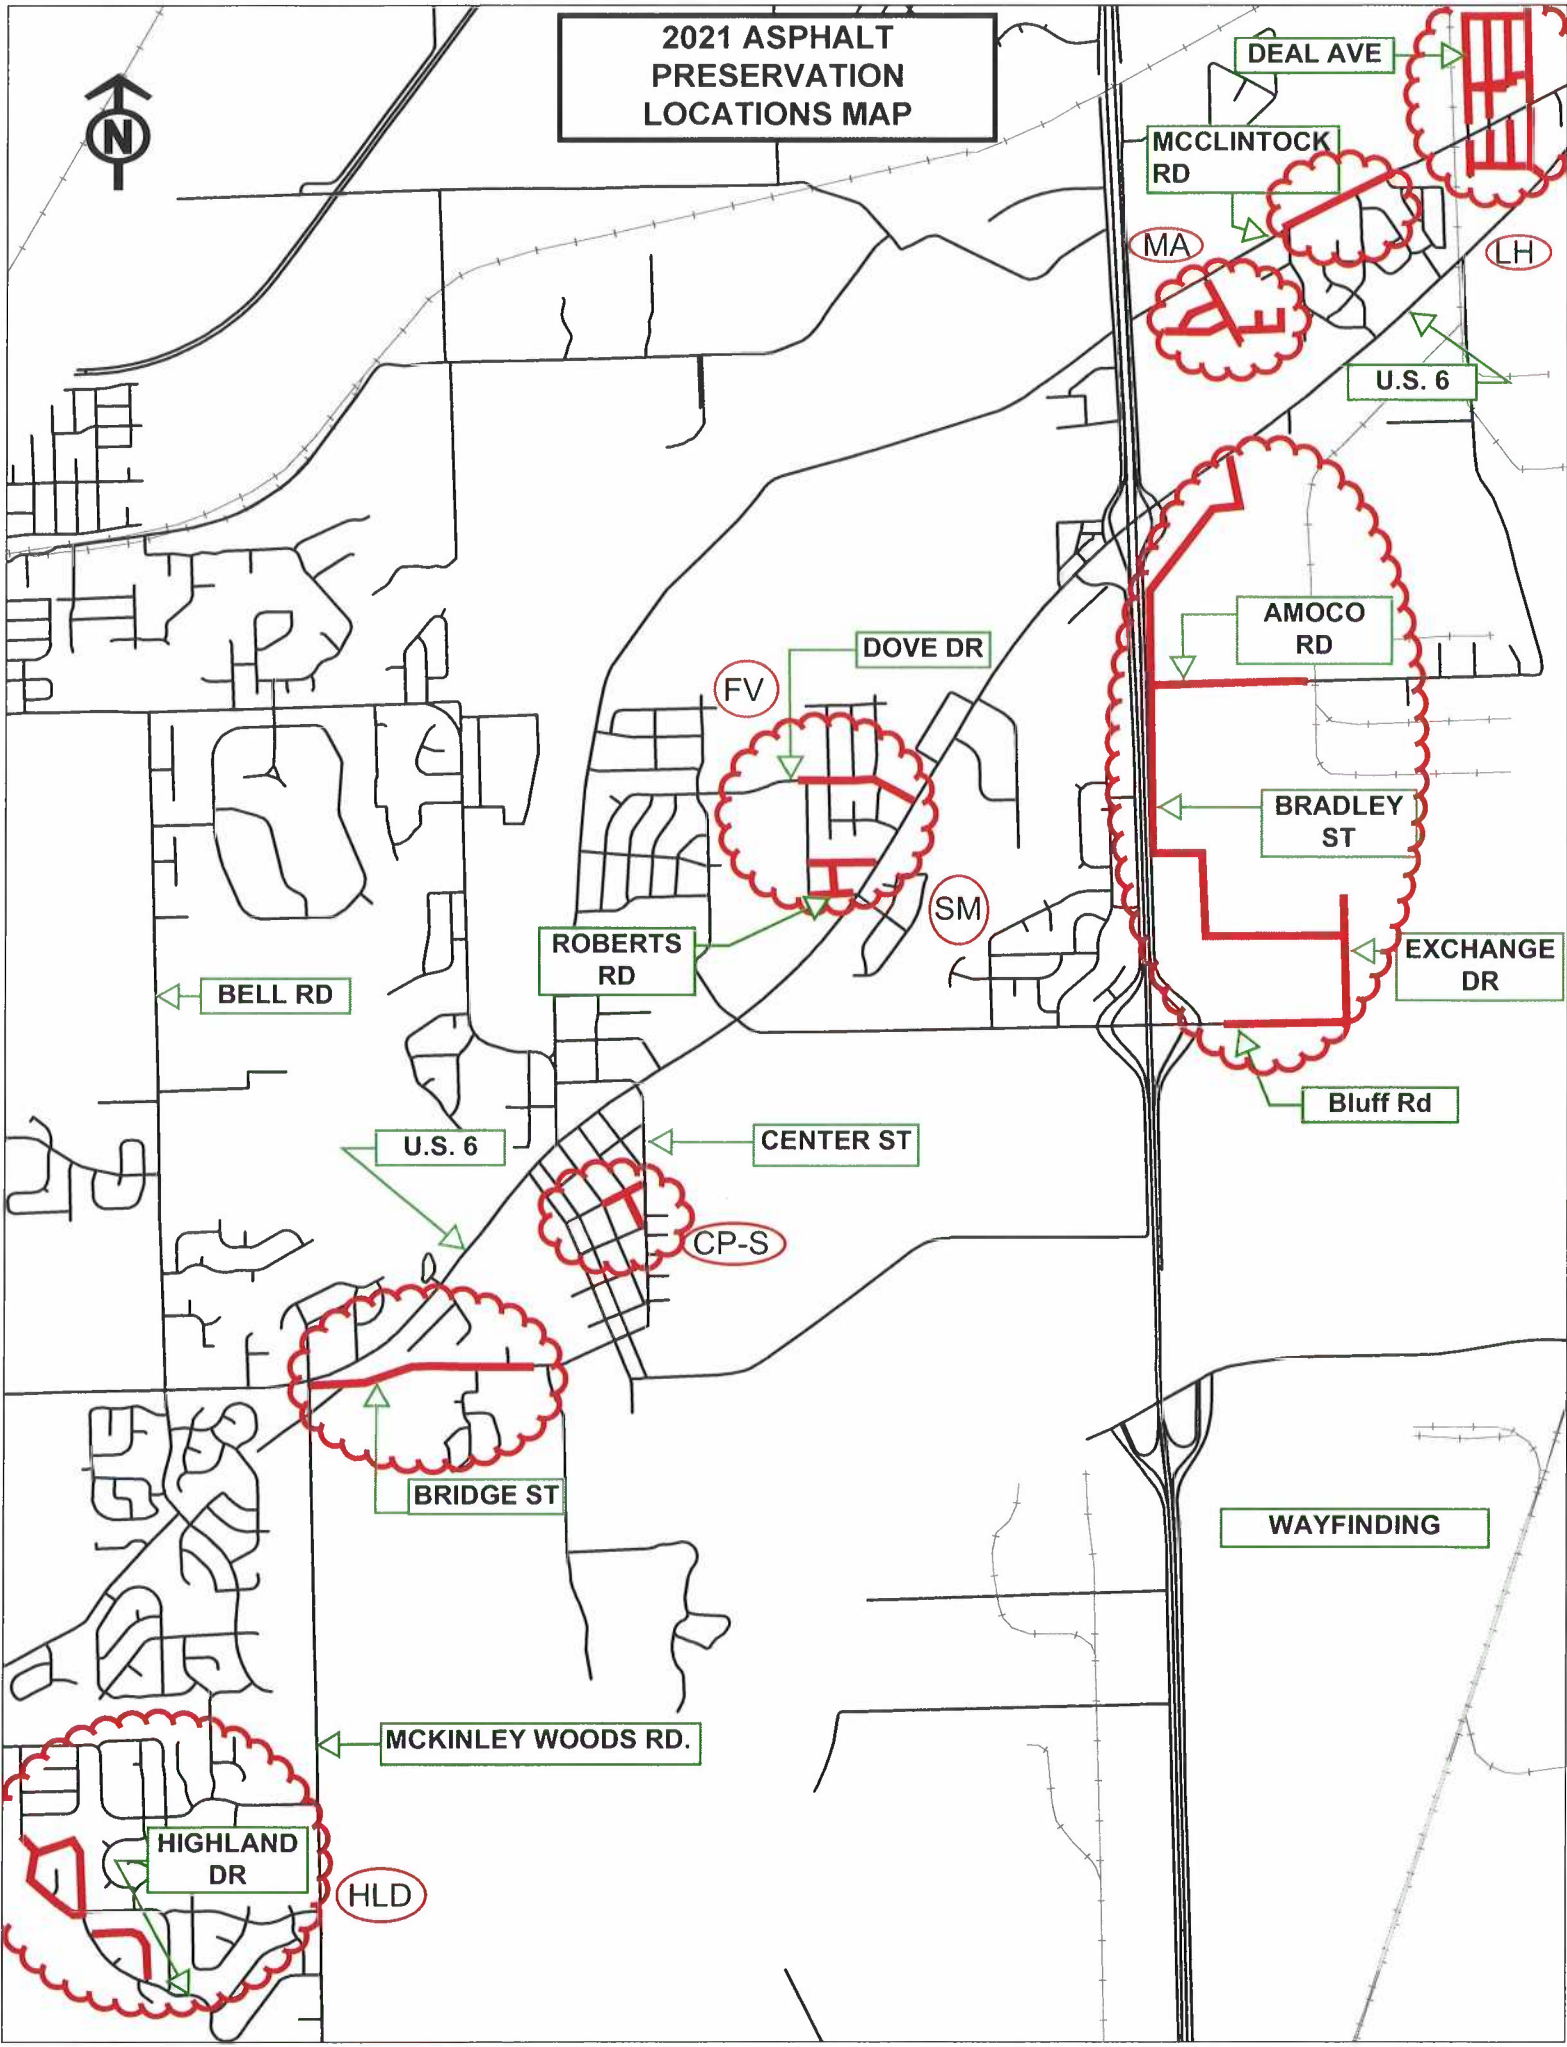 2021 ASPHALT
PRESERVATION
LOCATIONS MAP
N
DEAL AVE
MCCLINTOCK
RD
MA
LH
U.S. 6
AMOCO
RD
DOVE DR
FV
BRADLEY
ST
SM
ROBERTS
RD
EXCHANGE
DR
BELL RD
Bluff Rd
U.S. 6
CENTER ST
CP-S
BRIDGE ST
WAYFINDING
MCKINLEY WOODS RD.
HIGHLAND
DR
HLD